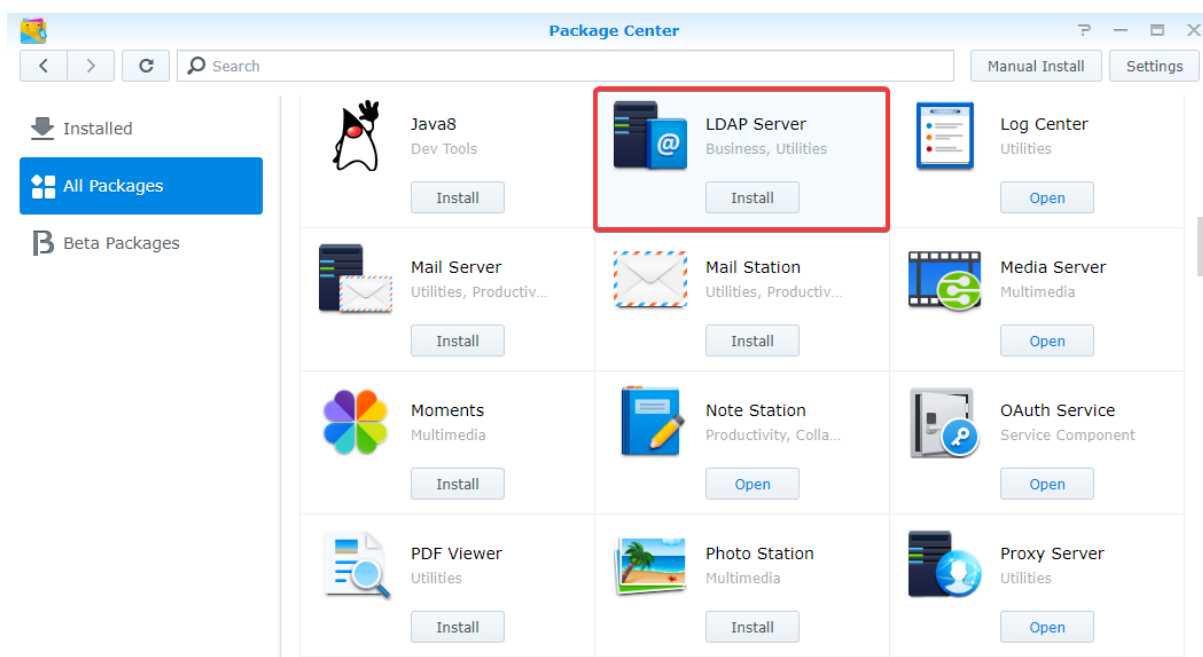 Package Center
Search
Manual Install
Settings
Installed
All Packages
Beta Packages
Java8
Dev Tools
Install
LDAP Server
Business, Utilities
Install
Log Center
Utilities
Open
Mail Server
Utilities, Productiv...
Install
Mail Station
Utilities, Productiv...
Install
Media Server
Multimedia
Open
Moments
Multimedia
Install
Note Station
Productivity, Colla...
Open
OAuth Service
Service Component
Open
PDF Viewer
Utilities
Install
Photo Station
Multimedia
Install
Proxy Server
Utilities
Open